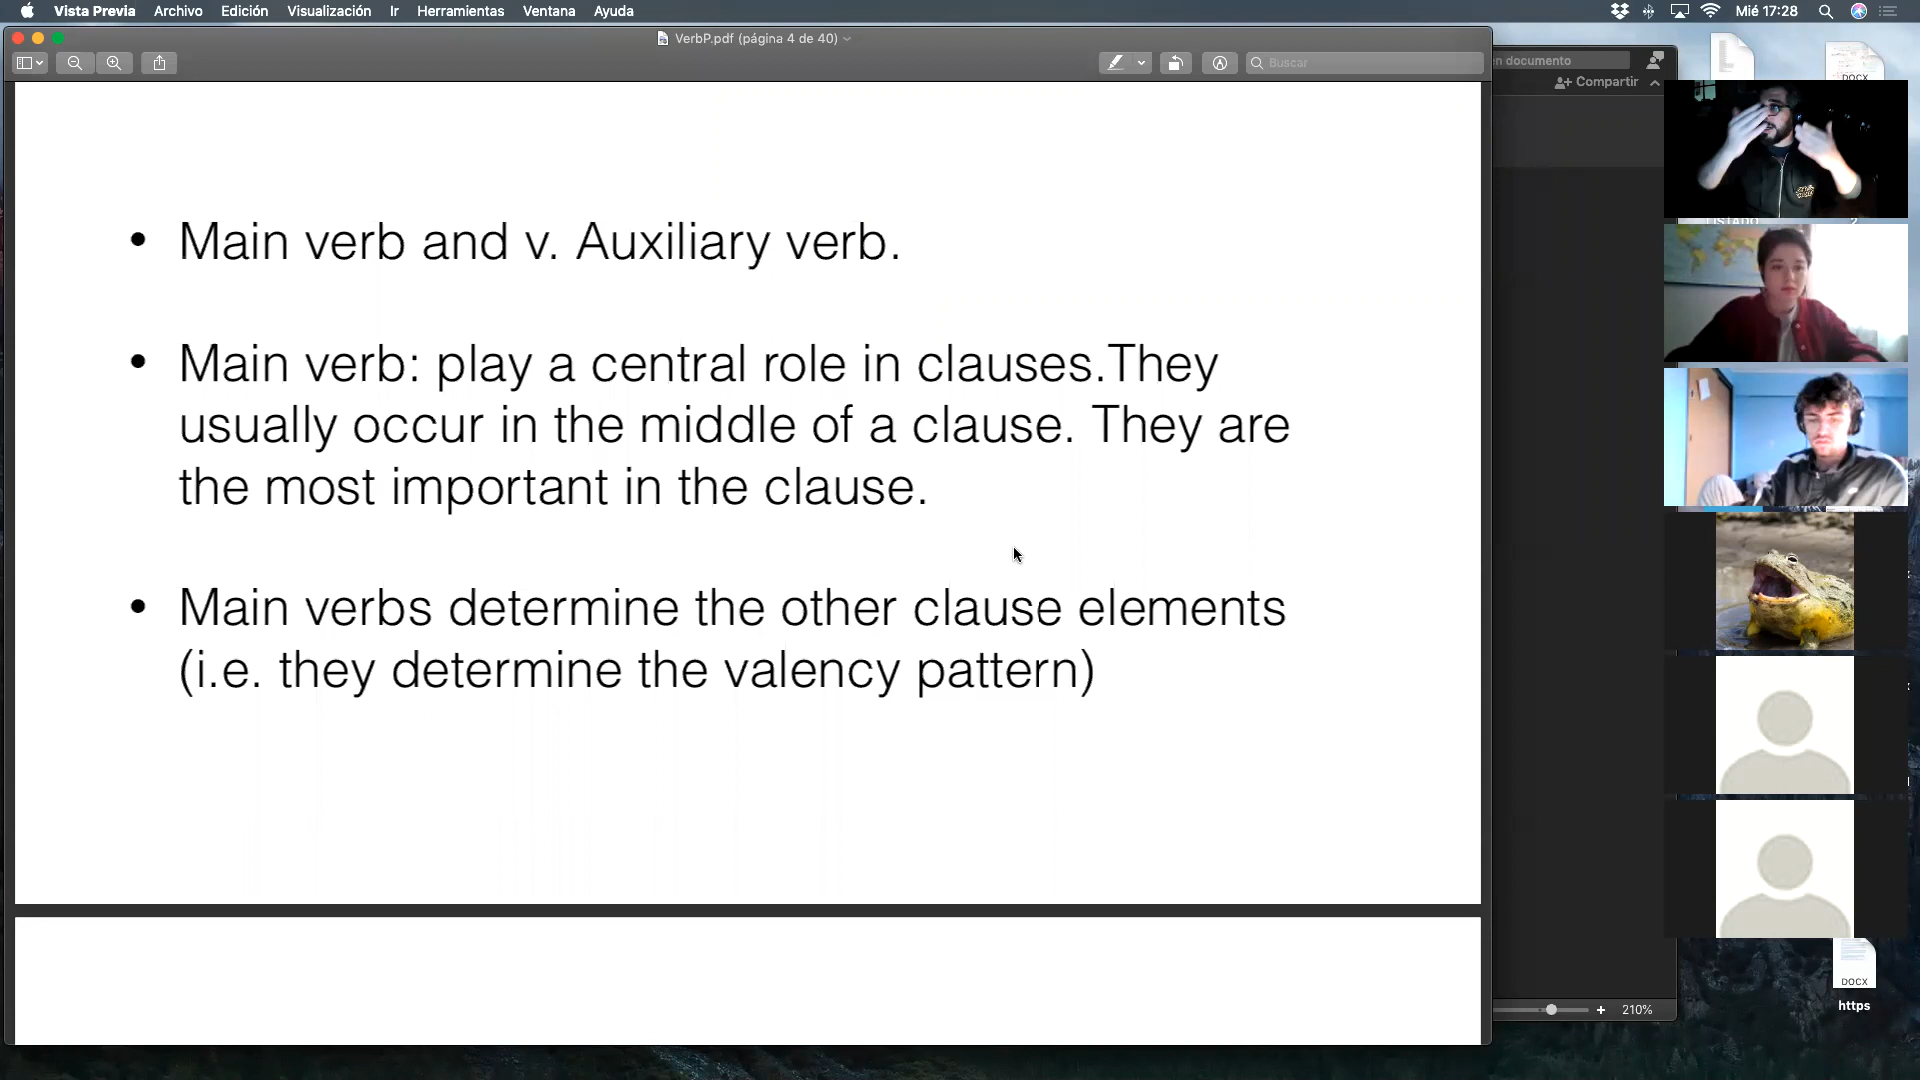 Vista Previa Archivo Edición Visualización Ir Herramientas Ventana Ayuda Mié 17:28
VerbP.pdf (página 4 de 40)
Buscar
en documento
Compartir
DOCX
• Main verb and v. Auxiliary verb.
• Main verb: play a central role in clauses.They
usually occur in the middle of a clause. They are
the most important in the clause.
• Main verbs determine the other clause elements
(i.e. they determine the valency pattern)
LISTADO
2
DOCX
https
210%